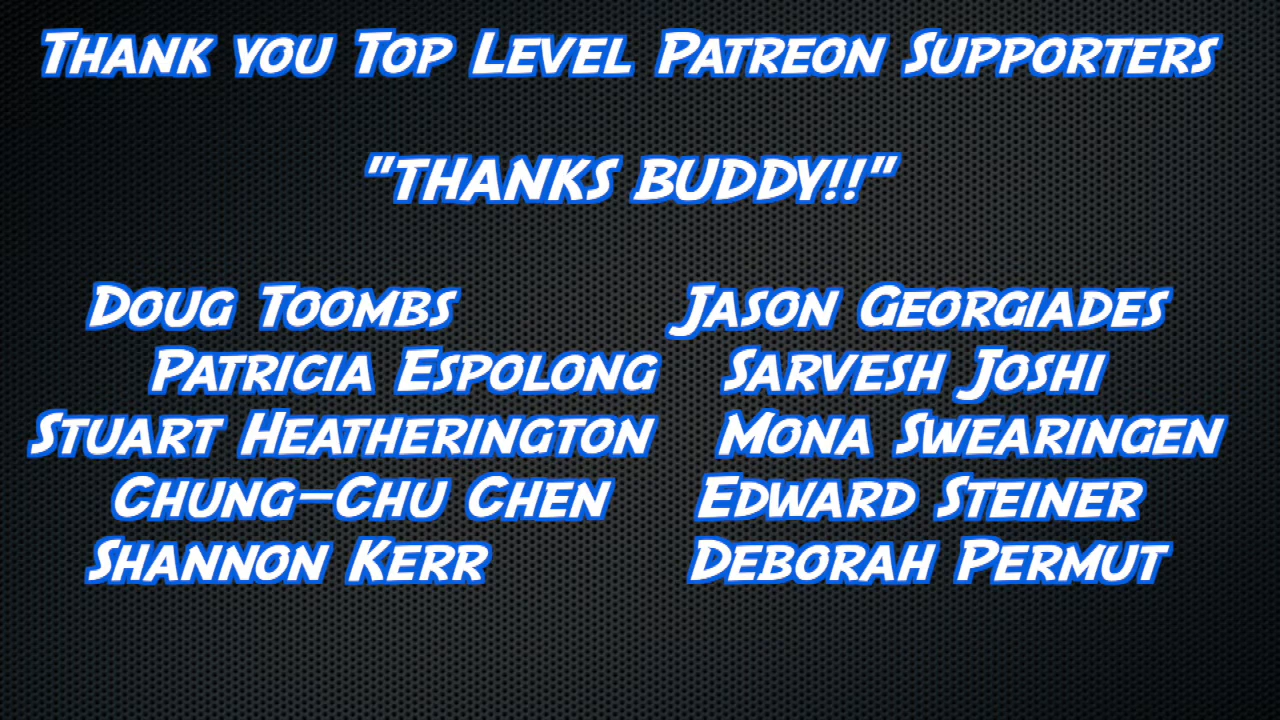 Thank you Top Level Patreon Supporters
"THANKS BUDDY!!"
Doug Toombs Jason Georgiades
Patricia Espolong Sarvesh Joshi
Stuart Heatherington Mona Swearingen
Chung-Chu Chen Edward Steiner
Shannon Kerr Deborah Permut